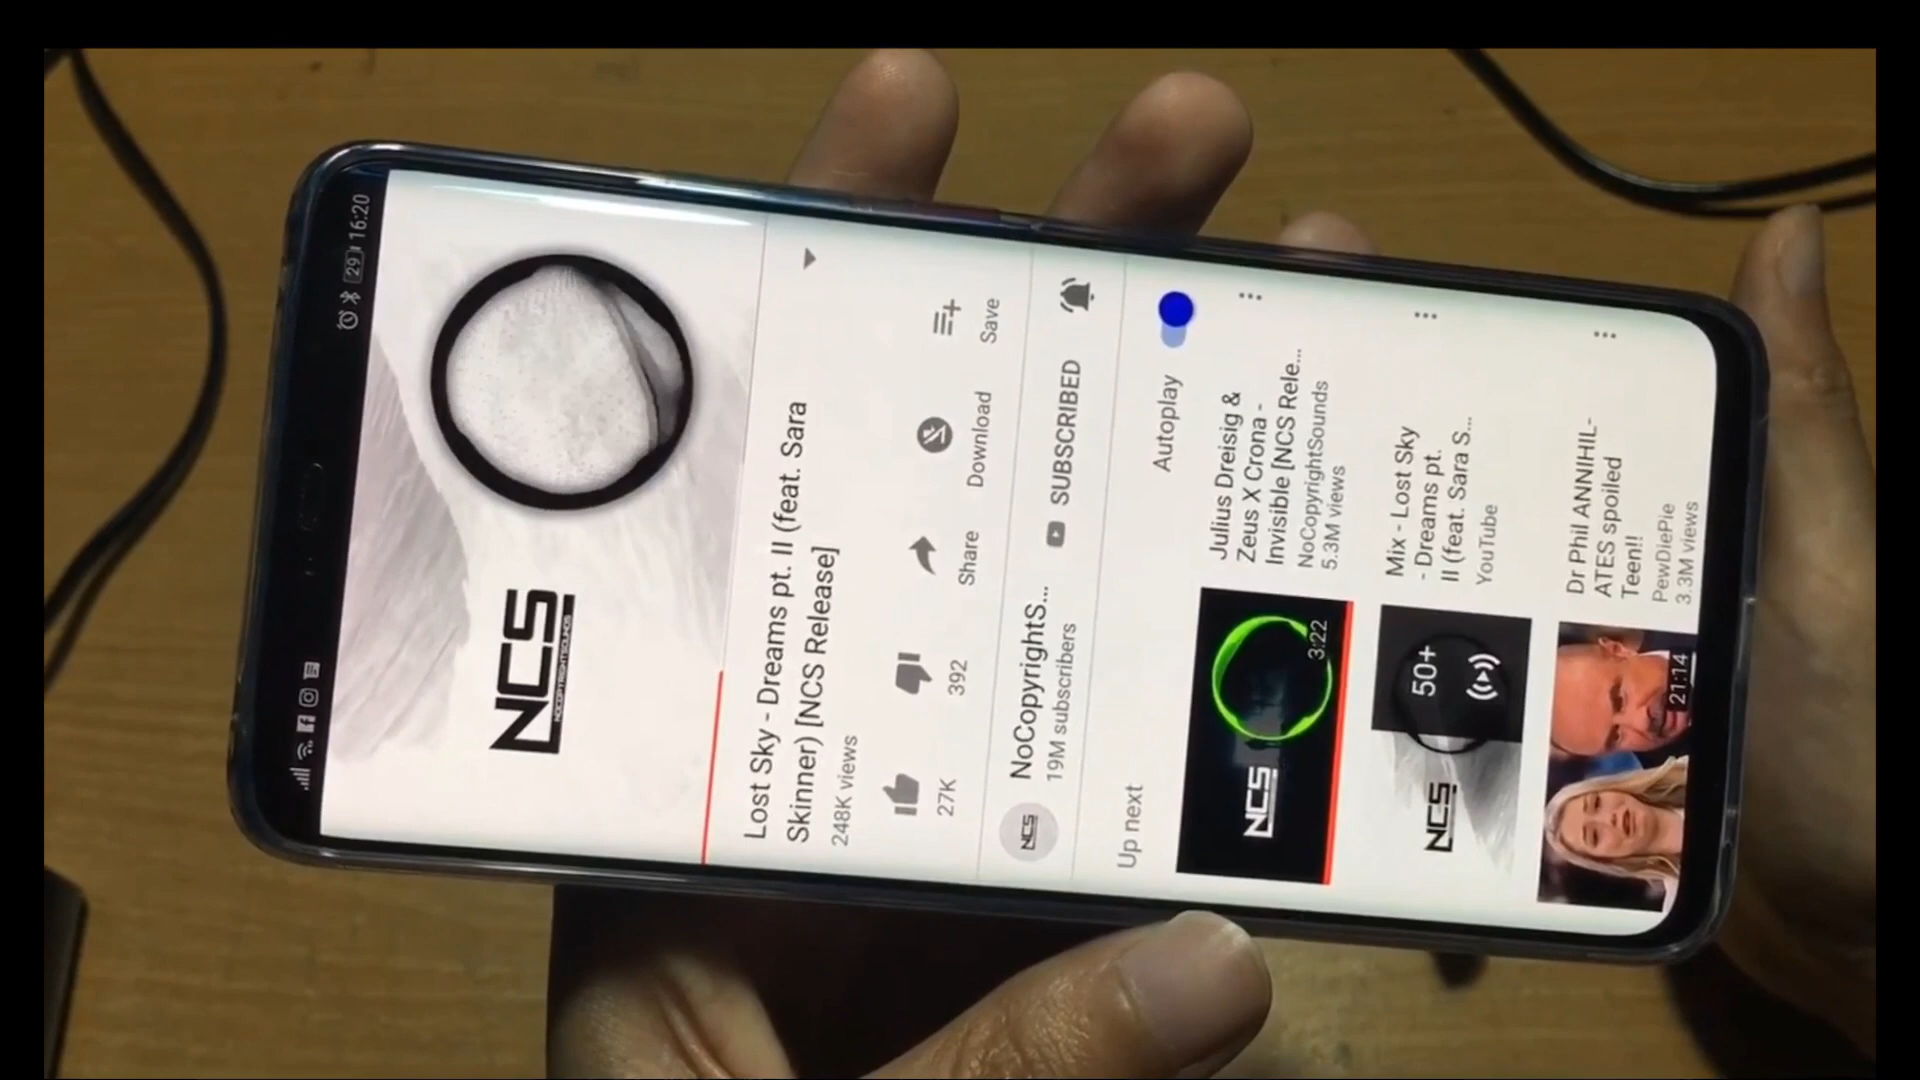 29 16:20
NCS
NOCOPYRIGHTSOUNDS
Lost Sky - Dreams pt. II (feat. Sara
Skinner) [NCS Release]
248K views
27K
392
Share
Download
Save
NCS
NoCopyrightS...
19M subscribers
SUBSCRIBED
Up next
Autoplay
NCS
3:22
Julius Dreisig &
Zeus X Crona -
Invisible [NCS Rele...
NoCopyrightSounds
5.3M views
NCS
50+
Mix - Lost Sky
- Dreams pt.
II (feat. Sara S...
YouTube
21:14
Dr Phil ANNIHIL-
ATES spoiled
Teen!!
PewDiePie
3.3M views